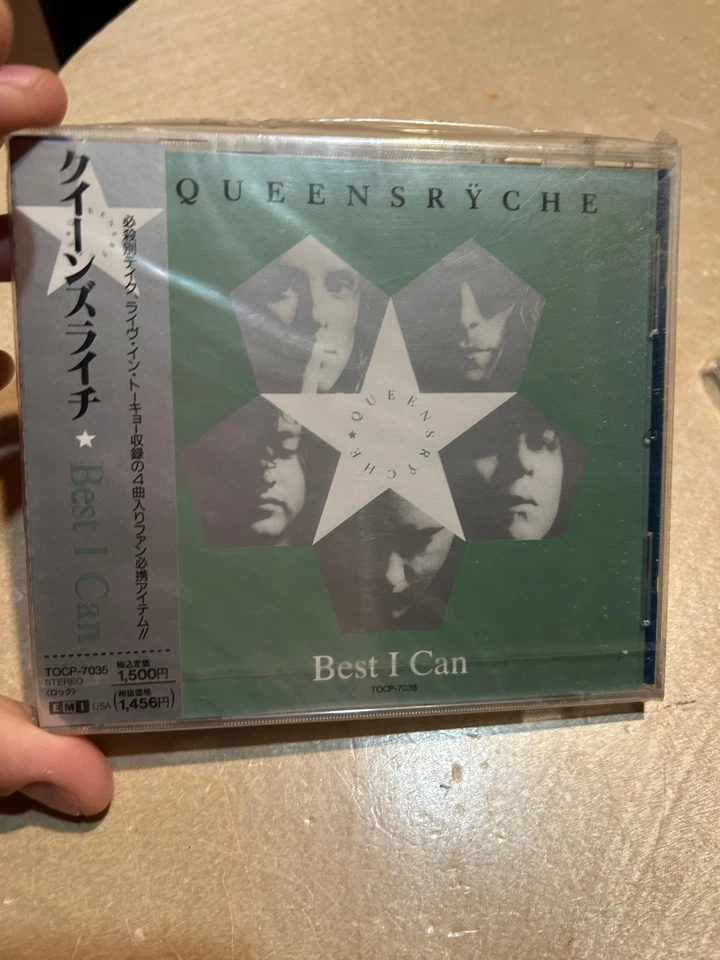 クイーンズライチ
★
Best I Can
必殺別テイク、ライヴ・イン・トーキョー収録の4曲入りファン必携アイテム!!
TOCP-7035
STEREO
〈ロック〉
EMI USA
税込定価
1,500円
(税抜価格
1,456円)
QUEENSRŸCHE
QUEENSRŸCHE★
Best I Can
TOCP-7035